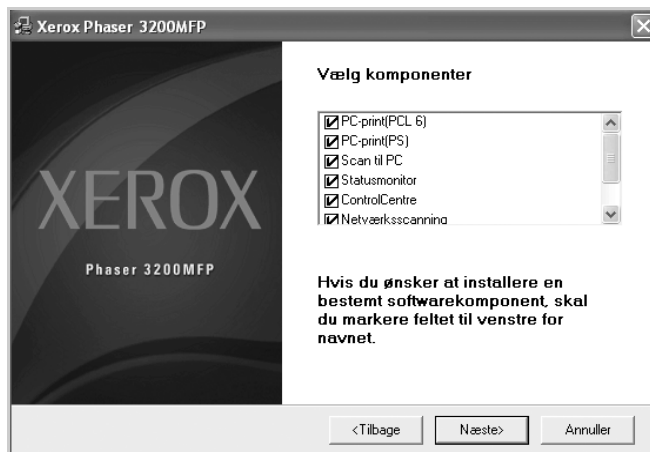 Xerox Phaser 3200MFP
Vælg komponenter
PC-print(PCL 6)
PC-print(PS)
Scan til PC
Statusmonitor
ControlCentre
Netværksscanning
XEROX
Phaser 3200MFP
Hvis du ønsker at installere en
bestemt softwarekomponent, skal
du markere feltet til venstre for
navnet.
<Tilbage
Næste>
Annuller